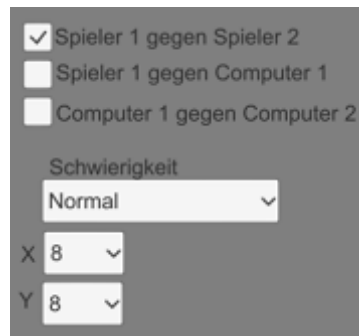 Spieler 1 gegen Spieler 2
Spieler 1 gegen Computer 1
Computer 1 gegen Computer 2
Schwierigkeit
Normal
X 8
Y 8